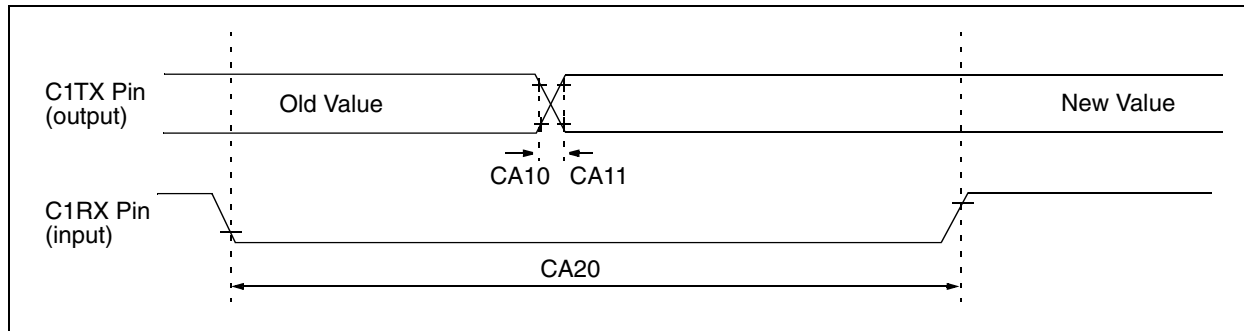 C1TX Pin
(output)
Old Value
New Value
CA10 CA11
C1RX Pin
(input)
CA20